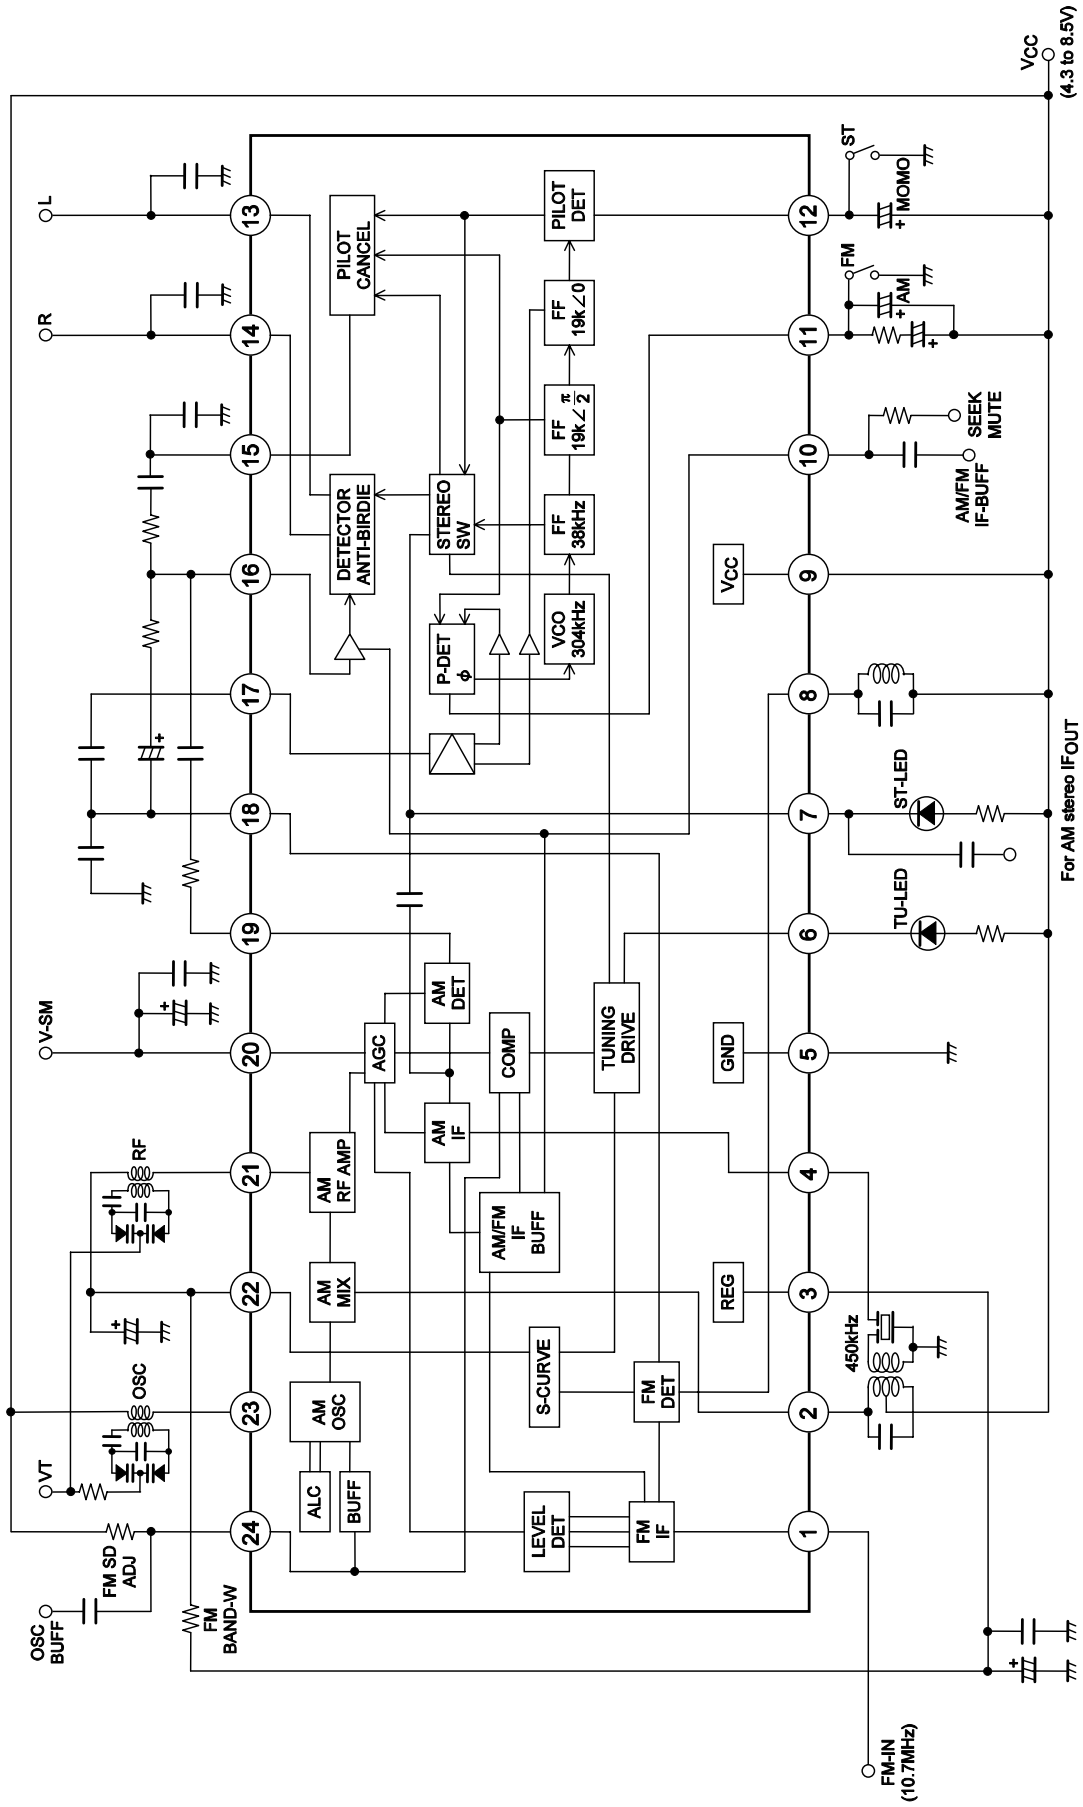 OSC
BUFF
VT
V-SM
R
L
FM SD
ADJ
OSC
RF
FM
BAND-W
24
23
22
21
20
19
18
17
16
15
14
13
ALC
BUFF
AM
OSC
AM
MIX
AM
RF AMP
AGC
AM
DET
AM
IF
DETECTOR
ANTI-BIRDIE
PILOT
CANCEL
STEREO
SW
P-DET
ϕ
AM/FM
IF
BUFF
COMP
LEVEL
DET
S-CURVE
TUNING
DRIVE
VCO
304kHz
FF
38kHz
FF
19k∠π/2
FF
19k∠0
PILOT
DET
FM
IF
FM
DET
REG
GND
VCC
1
2
3
4
5
6
7
8
9
10
11
12
450kHz
TU-LED
ST-LED
AM/FM
IF-BUFF
SEEK
MUTE
FM
AM
ST
MOMO
FM-IN
(10.7MHz)
For AM stereo IFOUT
VCC
(4.3 to 8.5V)